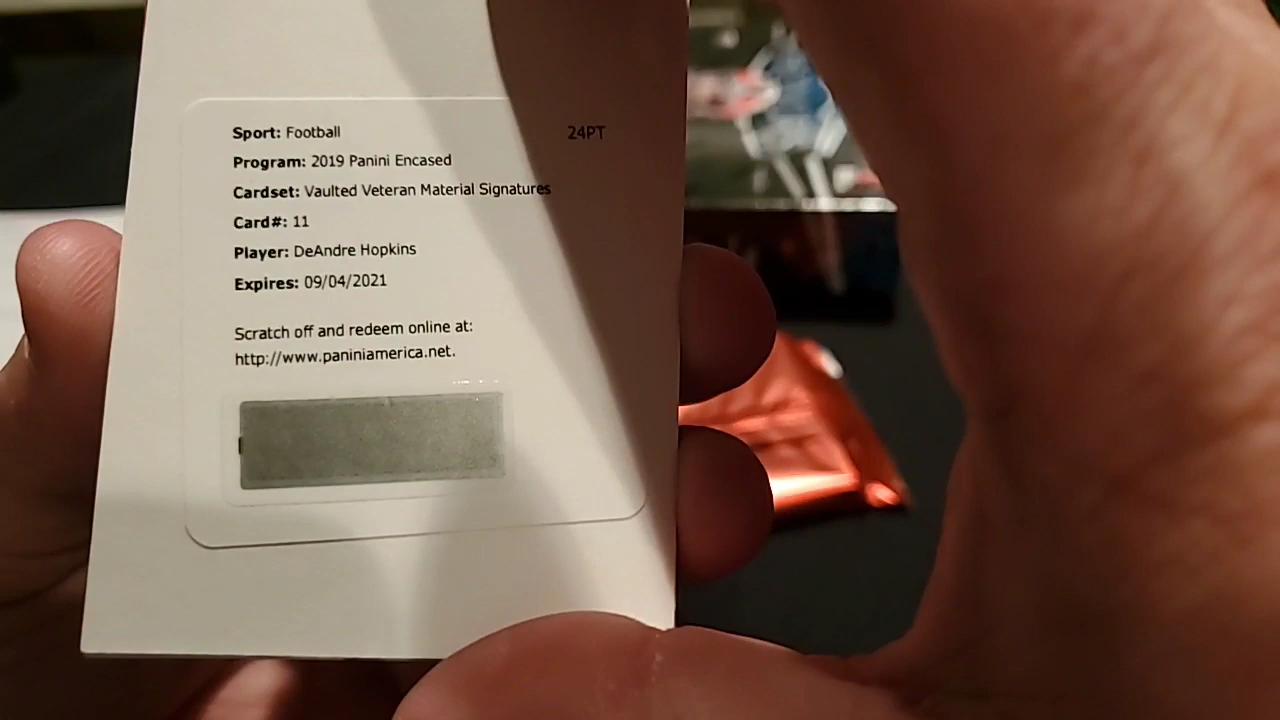 Sport: Football
24PT
Program: 2019 Panini Encased
Cardset: Vaulted Veteran Material Signatures
Card#: 11
Player: DeAndre Hopkins
Expires: 09/04/2021
Scratch off and redeem online at:
http://www.paniniamerica.net.